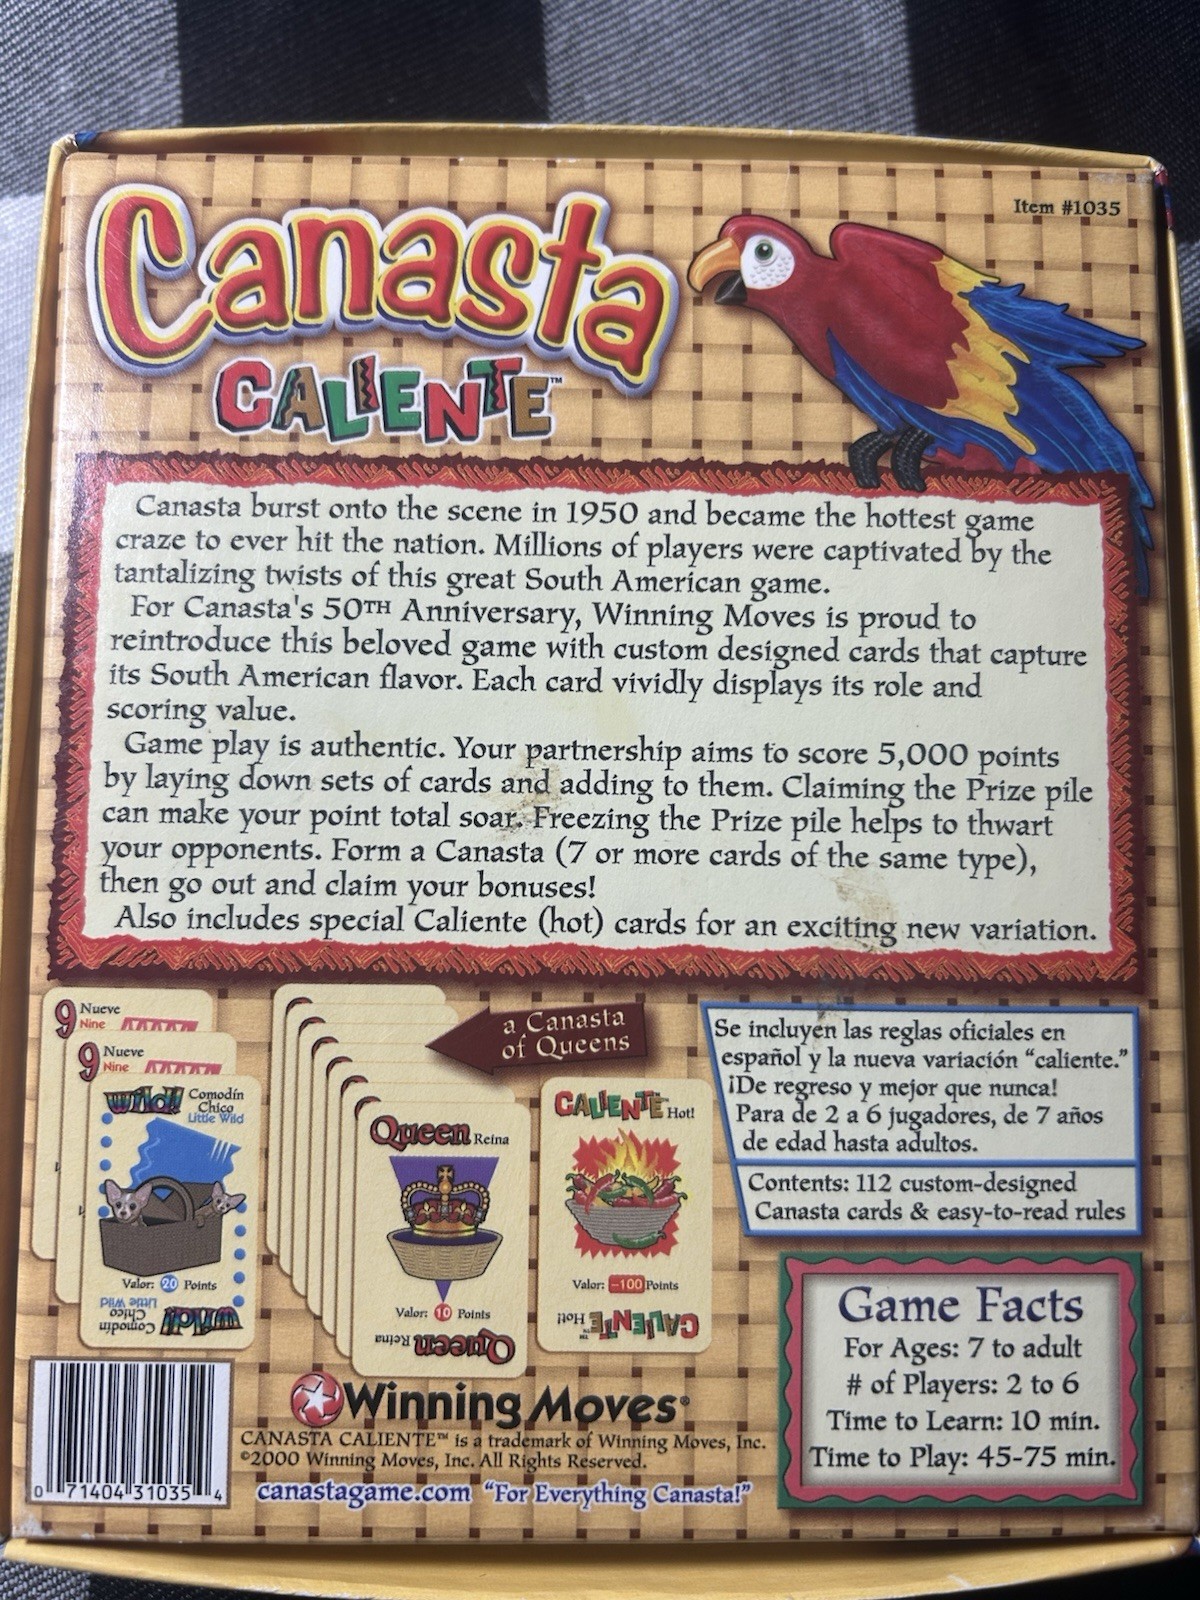 Item #1035
Canasta
CALIENTE™
Canasta burst onto the scene in 1950 and became the hottest game
craze to ever hit the nation. Millions of players were captivated by the
tantalizing twists of this great South American game.
For Canasta's 50TH Anniversary, Winning Moves is proud to
reintroduce this beloved game with custom designed cards that capture
its South American flavor. Each card vividly displays its role and
scoring value.
Game play is authentic. Your partnership aims to score 5,000 points
by laying down sets of cards and adding to them. Claiming the Prize pile
can make your point total soar. Freezing the Prize pile helps to thwart
your opponents. Form a Canasta (7 or more cards of the same type),
then go out and claim your bonuses!
Also includes special Caliente (hot) cards for an exciting new variation.
9 Nueve
Nine
9 Nueve
Nine
wild! Comodín
Chico
Little Wild
Valor: 20 Points
wild! Comodín
Chico
Little Wild
a Canasta
of Queens
Queen Reina
Valor: 10 Points
Queen Reina
CALIENTE™ Hot!
Valor: -100 Points
CALIENTE™ Hot!
Se incluyen las reglas oficiales en
español y la nueva variación “caliente.”
¡De regreso y mejor que nunca!
Para de 2 a 6 jugadores, de 7 años
de edad hasta adultos.
Contents: 112 custom-designed
Canasta cards & easy-to-read rules
Game Facts
For Ages: 7 to adult
# of Players: 2 to 6
Time to Learn: 10 min.
Time to Play: 45-75 min.
Winning Moves®
CANASTA CALIENTE™ is a trademark of Winning Moves, Inc.
©2000 Winning Moves, Inc. All Rights Reserved.
canastagame.com “For Everything Canasta!”
0 71404 31035 4